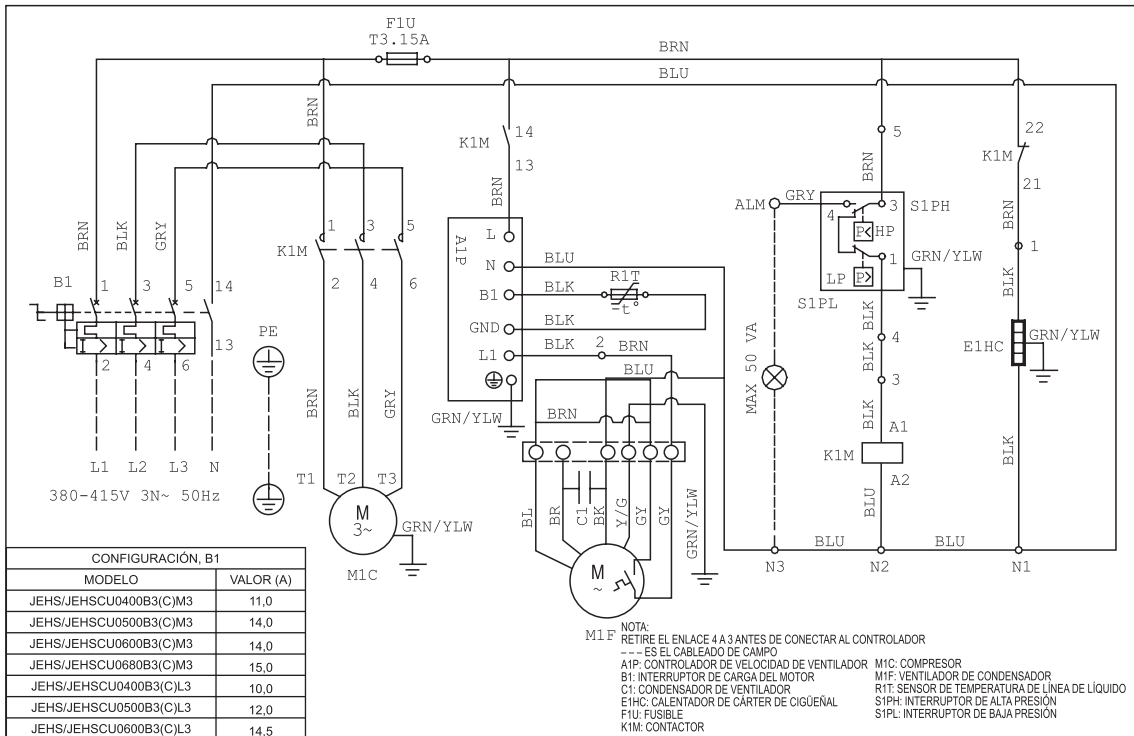 F1U
T3.15A
BRN
BLU
BRN
K1M
14
13
BRN
5
BRN
22
K1M
21
BRN
BRN
BLK
GRY
1
3
5
K1M
2
4
6
A1P
L
N
BLU
B1
BLK
R1T
-t°
GND
BLK
L1
BLK
2
BRN
BLU
GRN/YLW
BRN
ALM
GRY
4
3
S1PH
P<
HP
1
LP
P>
S1PL
GRN/YLW
MAX 50 VA
BLK
4
BLK
3
BLK
A1
K1M
A2
BLU
1
BLK
E1HC
GRN/YLW
BLK
B1
1
3
5
14
2
4
6
13
PE
L1
L2
L3
N
380-415V 3N~ 50Hz
BRN
BLK
GRY
T1
T2
T3
M
3~
GRN/YLW
M1C
BL
BR
C1
BK
Y/G
GY
GY
GRN/YLW
M
~
M1F
BLU
BLU
N3
N2
N1
CONFIGURACIÓN, B1
MODELO VALOR (A)
JEHS/JEHSCU0400B3(C)M3 11,0
JEHS/JEHSCU0500B3(C)M3 14,0
JEHS/JEHSCU0600B3(C)M3 14,0
JEHS/JEHSCU0680B3(C)M3 15,0
JEHS/JEHSCU0400B3(C)L3 10,0
JEHS/JEHSCU0500B3(C)L3 12,0
JEHS/JEHSCU0600B3(C)L3 14,5
NOTA:
RETIRE EL ENLACE 4 A 3 ANTES DE CONECTAR AL CONTROLADOR
--- ES EL CABLEADO DE CAMPO
A1P: CONTROLADOR DE VELOCIDAD DE VENTILADOR
B1: INTERRUPTOR DE CARGA DEL MOTOR
C1: CONDENSADOR DE VENTILADOR
E1HC: CALENTADOR DE CÁRTER DE CIGÜEÑAL
F1U: FUSIBLE
K1M: CONTACTOR
M1C: COMPRESOR
M1F: VENTILADOR DE CONDENSADOR
R1T: SENSOR DE TEMPERATURA DE LÍNEA DE LÍQUIDO
S1PH: INTERRUPTOR DE ALTA PRESIÓN
S1PL: INTERRUPTOR DE BAJA PRESIÓN